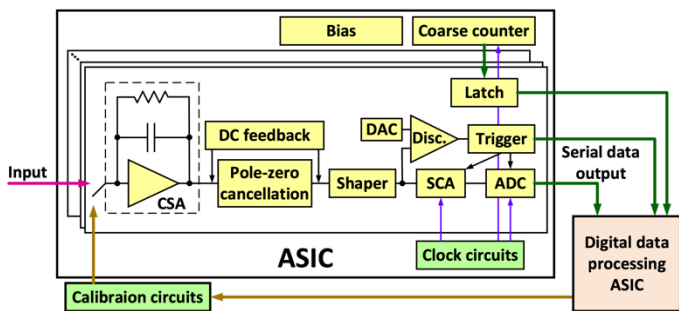 Bias
Coarse counter
Latch
DC feedback
DAC
Disc.
Trigger
Input
Serial data
output
Pole-zero
cancellation
Shaper
SCA
ADC
CSA
Digital data
processing
ASIC
ASIC
Clock circuits
Calibraion circuits